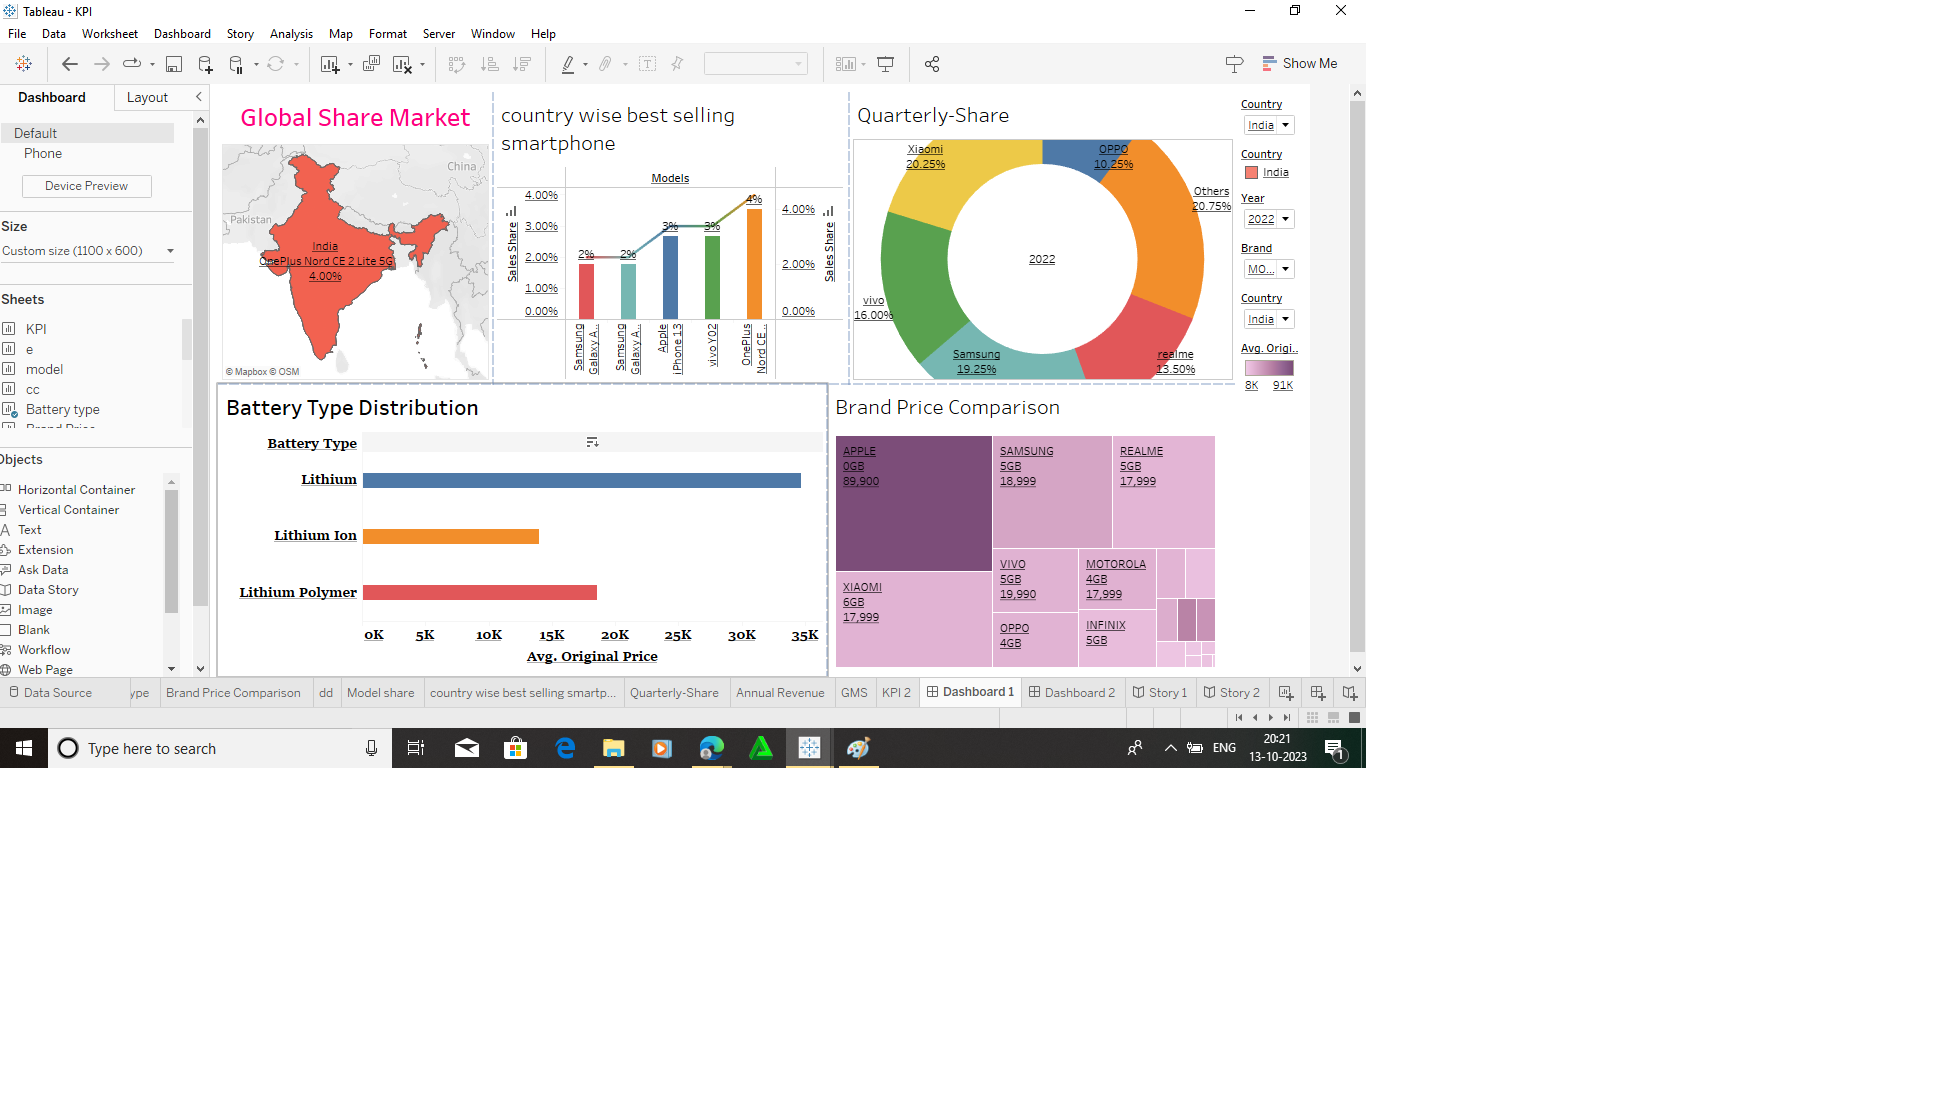 Tableau - KPI
File Data Worksheet Dashboard Story Analysis Map Format Server Window Help
Show Me
Dashboard Layout
Default
Phone
Device Preview
Size
Custom size (1100 x 600)
Sheets
KPI
e
model
cc
Battery type
Objects
Horizontal Container
Vertical Container
Text
Extension
Ask Data
Data Story
Image
Blank
Workflow
Web Page
Global Share Market
China
Pakistan
India
OnePlus Nord CE 2 Lite 5G
4.00%
© Mapbox © OSM
country wise best selling
smartphone
Models
4.00%
3.00%
2.00%
1.00%
0.00%
Sales Share
2%
2%
3%
3%
4%
4.00%
2.00%
0.00%
Sales Share
Samsung
Galaxy A..
Samsung
Galaxy A..
Apple
iPhone 13
vivo Y02
OnePlus
Nord CE ..
Quarterly-Share
Xiaomi
20.25%
OPPO
10.25%
Others
20.75%
2022
vivo
16.00%
Samsung
19.25%
realme
13.50%
Country
India
Country
India
Year
2022
Brand
MO...
Country
India
Avg. Origi..
8K 91K
Battery Type Distribution
Battery Type
Lithium
Lithium Ion
Lithium Polymer
0K 5K 10K 15K 20K 25K 30K 35K
Avg. Original Price
Brand Price Comparison
APPLE
0GB
89,900
SAMSUNG
5GB
18,999
REALME
5GB
17,999
XIAOMI
6GB
17,999
VIVO
5GB
19,990
MOTOROLA
4GB
17,999
OPPO
4GB
INFINIX
5GB
Data Source ype Brand Price Comparison dd Model share country wise best selling smartp... Quarterly-Share Annual Revenue GMS KPI 2 Dashboard 1 Dashboard 2 Story 1 Story 2
Type here to search
ENG
20:21
13-10-2023
1